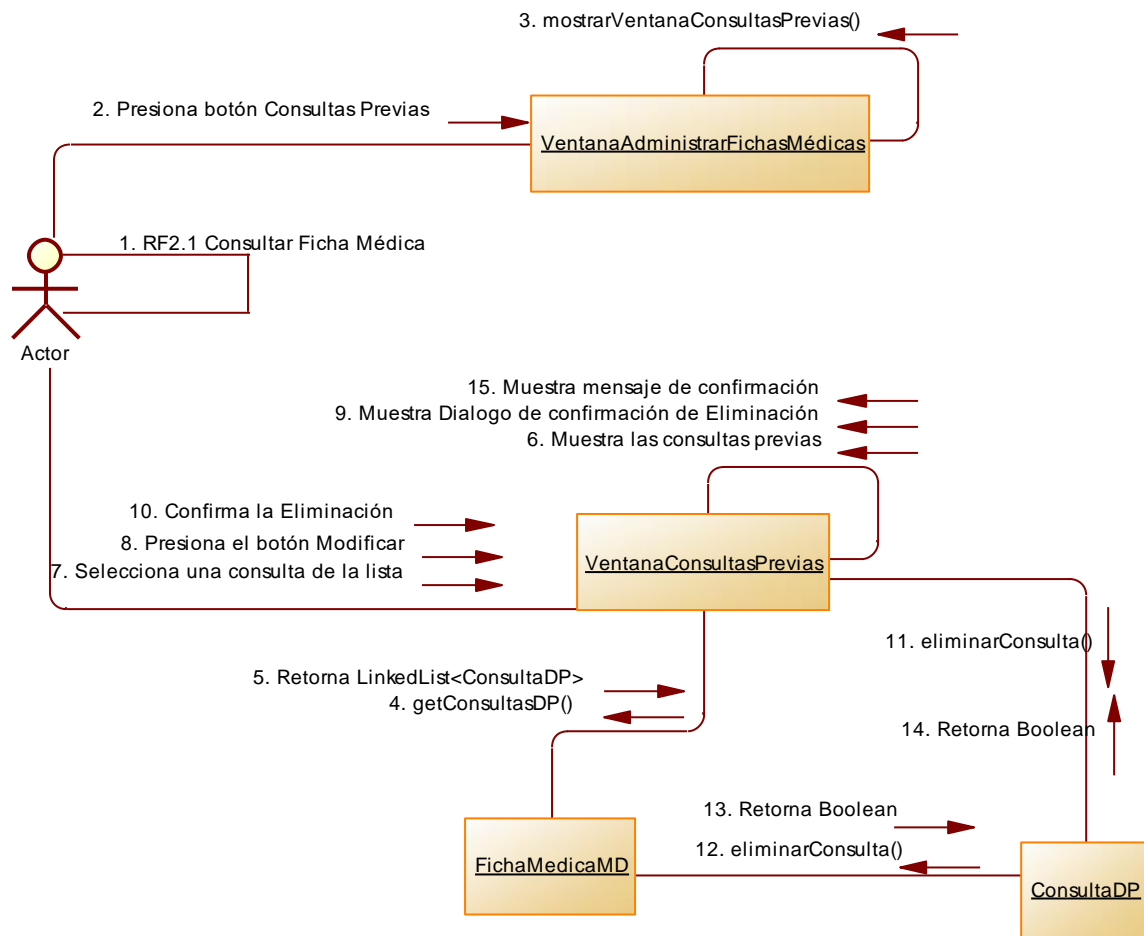 3. mostrarVentanaConsultasPrevias()
2. Presiona botón Consultas Previas
VentanaAdministrarFichasMédicas
1. RF2.1 Consultar Ficha Médica
Actor
15. Muestra mensaje de confirmación
9. Muestra Dialogo de confirmación de Eliminación
6. Muestra las consultas previas
10. Confirma la Eliminación
8. Presiona el botón Modificar
7. Selecciona una consulta de la lista
VentanaConsultasPrevias
11. eliminarConsulta()
5. Retorna LinkedList<ConsultaDP>
4. getConsultasDP()
14. Retorna Boolean
13. Retorna Boolean
12. eliminarConsulta()
FichaMedicaMD
ConsultaDP